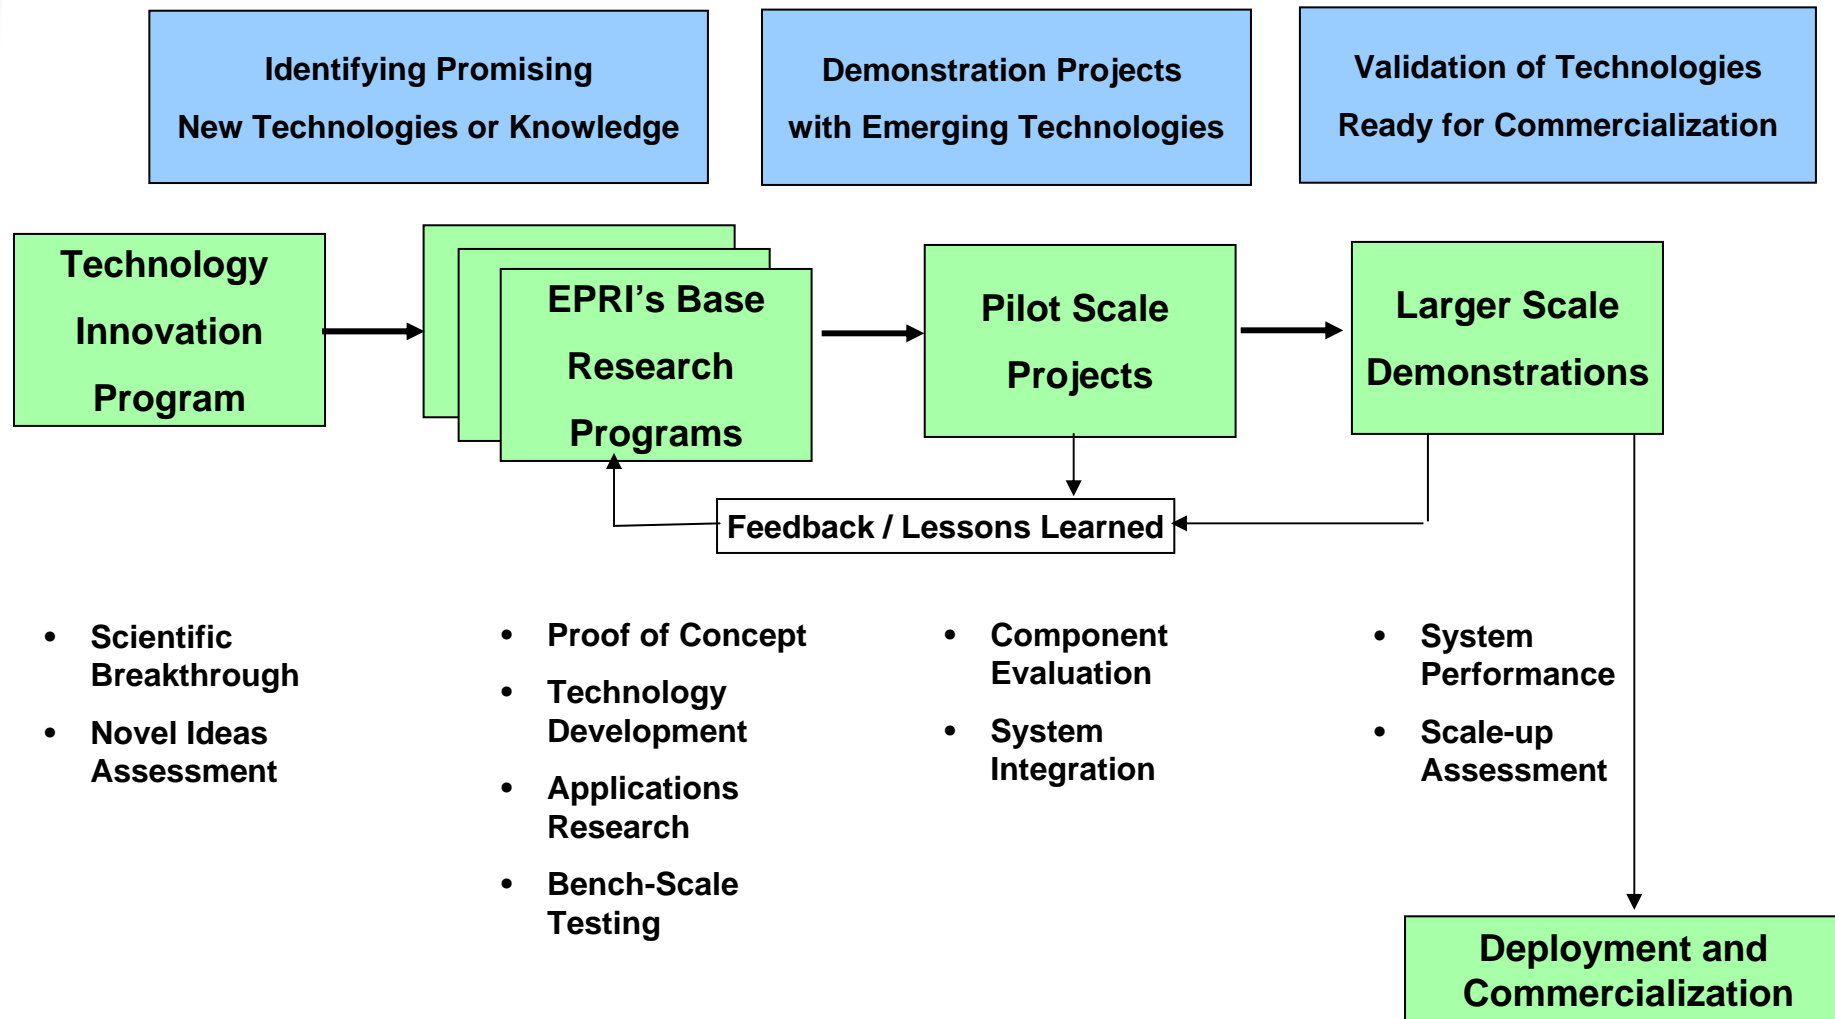 Identifying Promising
New Technologies or Knowledge
Demonstration Projects
with Emerging Technologies
Validation of Technologies
Ready for Commercialization
Technology
Innovation
Program
EPRI’s Base
Research
Programs
Pilot Scale
Projects
Larger Scale
Demonstrations
Feedback / Lessons Learned
• Scientific
Breakthrough
• Novel Ideas
Assessment
• Proof of Concept
• Technology
Development
• Applications
Research
• Bench-Scale
Testing
• Component
Evaluation
• System
Integration
• System
Performance
• Scale-up
Assessment
Deployment and
Commercialization